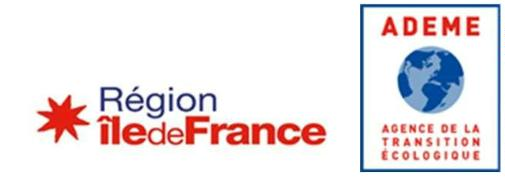 Région
îledeFrance
ADEME
AGENCE DE LA
TRANSITION
ÉCOLOGIQUE